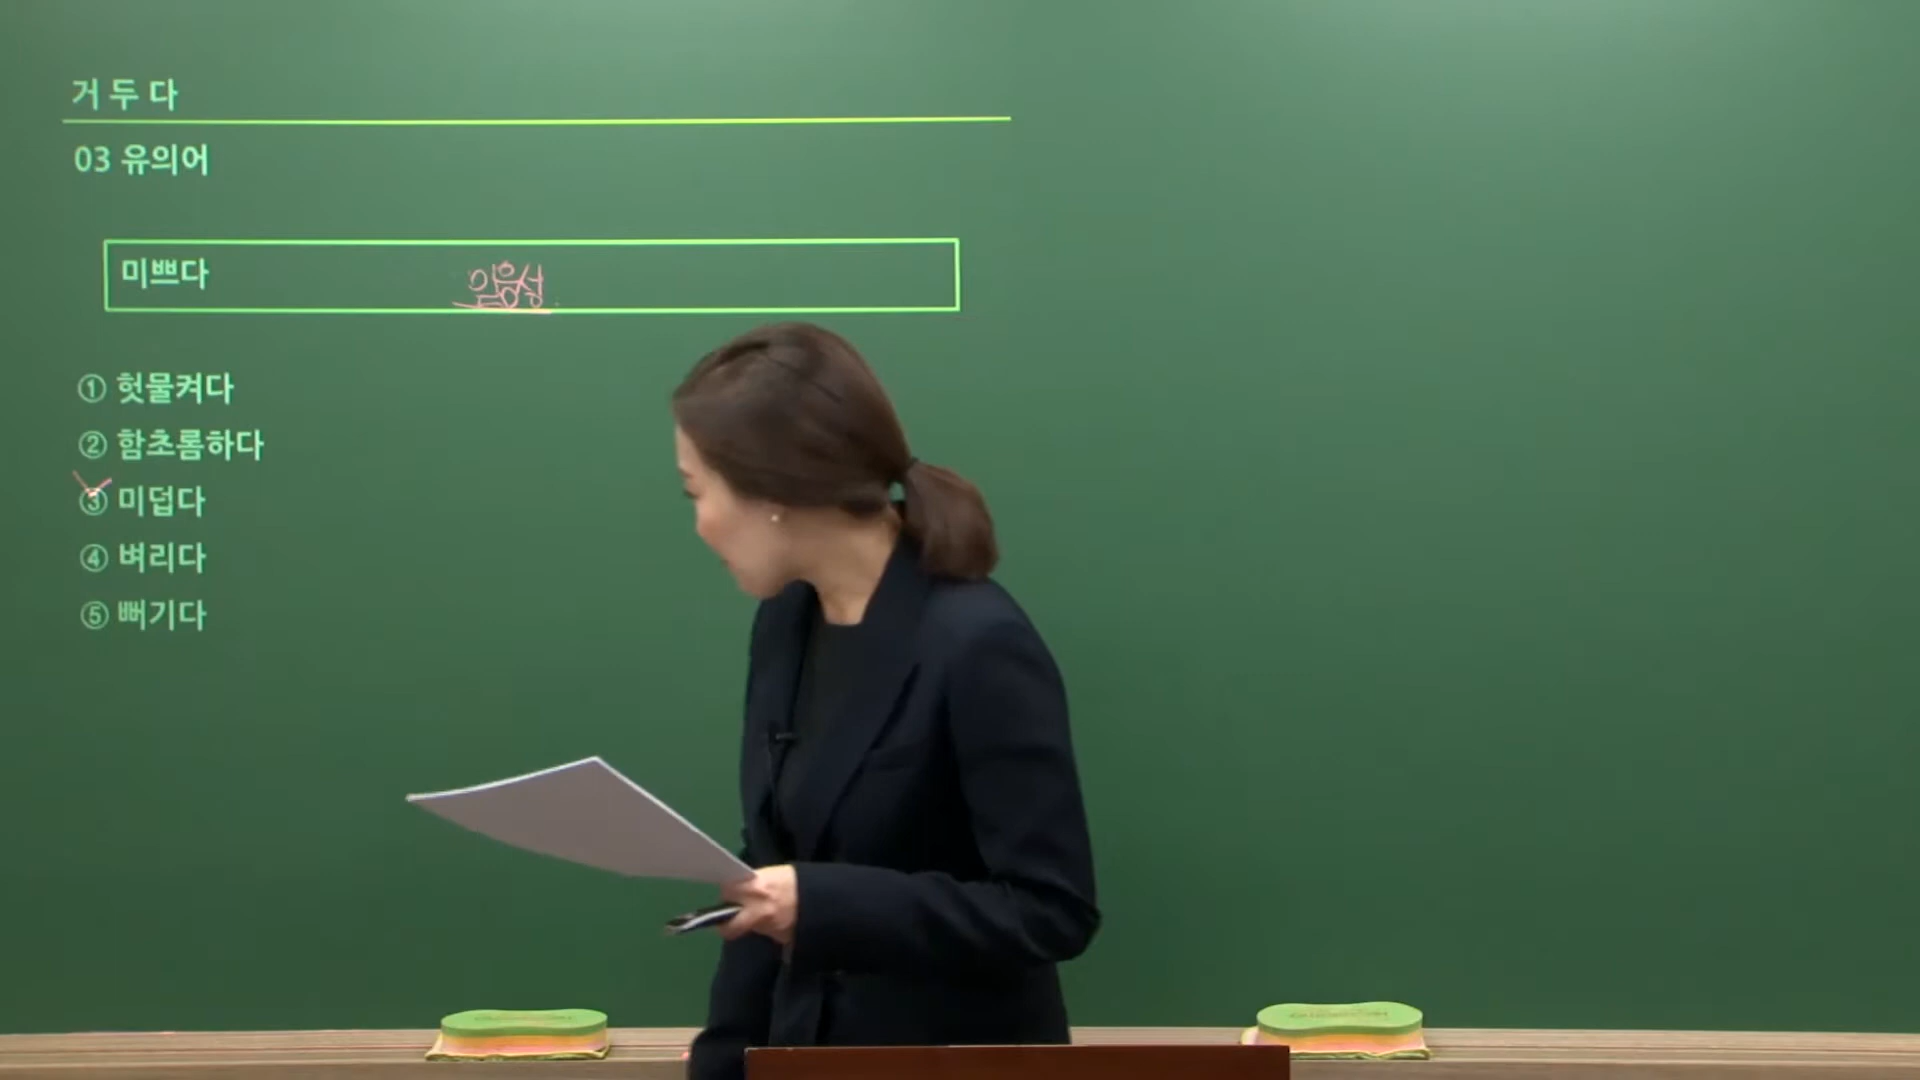 거 두 다
03 유의어
미쁘다
믿음성
① 헛물켜다
② 함초롬하다
③ 미덥다
④ 벼리다
⑤ 뻐기다